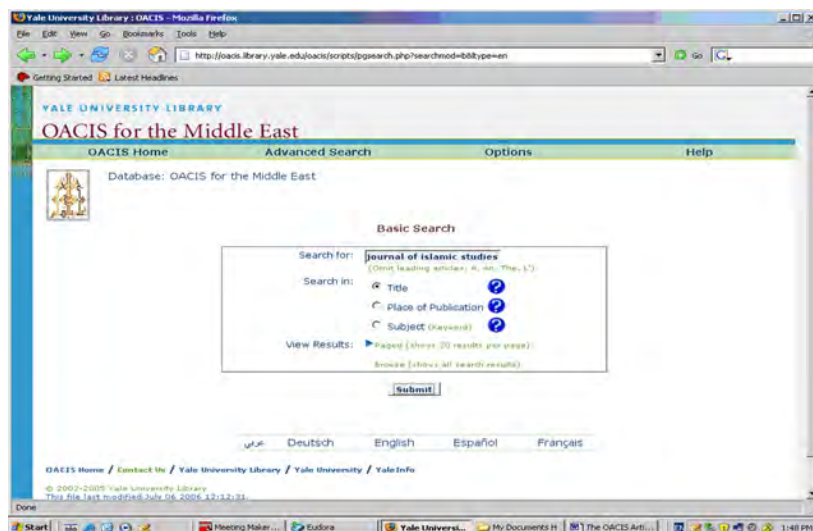 Yale University Library : OACIS - Mozilla Firefox
File Edit View Go Bookmarks Tools Help
http://oacis.library.yale.edu/oacis/scripts/pgsearch.php?searchmod=b&ltype=en
Go
Getting Started Latest Headlines
YALE UNIVERSITY LIBRARY
OACIS for the Middle East
OACIS Home Advanced Search Options Help
Database: OACIS for the Middle East
Basic Search
Search for: journal of islamic studies
(Omit leading articles; A, an, The, L')
Search in: Title
Place of Publication
Subject (Keyword)
View Results: Paged (shows 20 results per page)
Browse (shows all search results)
Submit
عربي Deutsch English Español Français
OACIS Home / Contact Us / Yale University Library / Yale University / YaleInfo
© 2002-2005 Yale University Library
This file last modified July 06 2006 12:12:31.
Done
Start Meeting Maker... Eudora Yale Universi... My Documents H The OACIS Arti... 1:48 PM